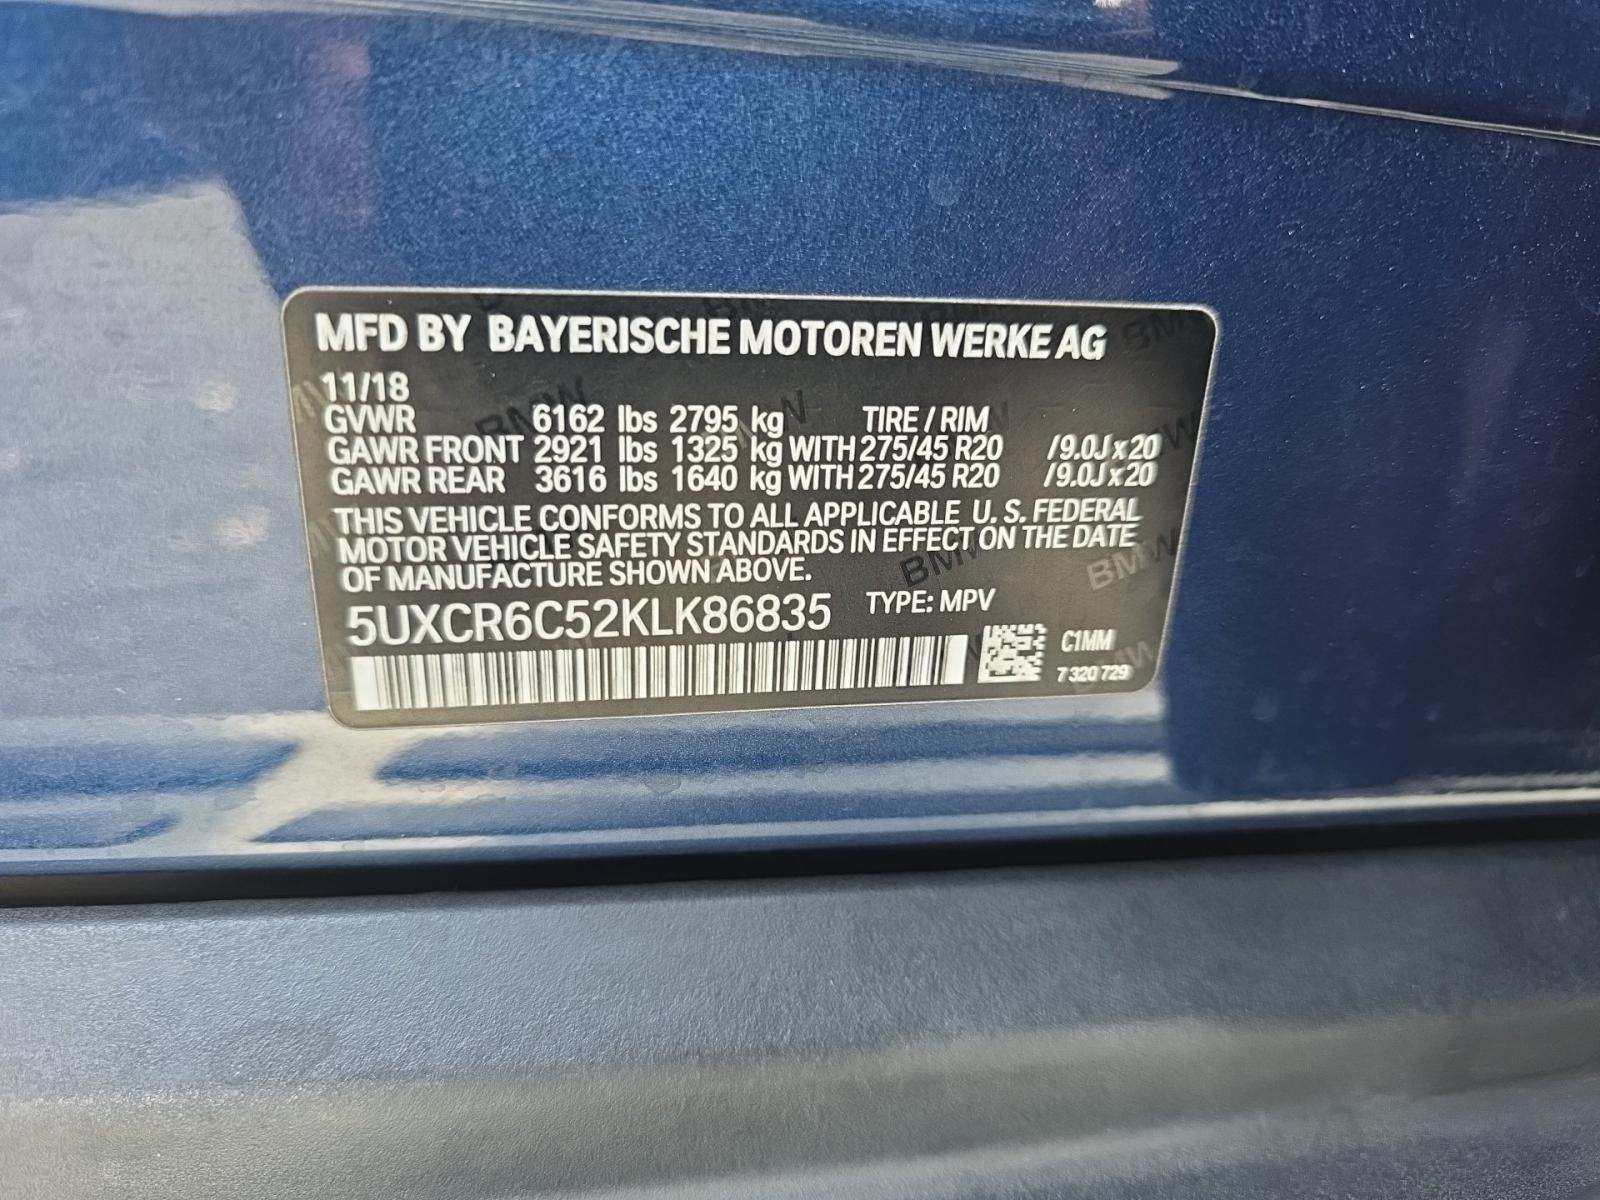 MFD BY BAYERISCHE MOTOREN WERKE AG
11/18
GVWR 6162 lbs 2795 kg TIRE / RIM
GAWR FRONT 2921 lbs 1325 kg WITH 275/45 R20 /9.0J x 20
GAWR REAR 3616 lbs 1640 kg WITH 275/45 R20 /9.0J x 20
THIS VEHICLE CONFORMS TO ALL APPLICABLE U. S. FEDERAL
MOTOR VEHICLE SAFETY STANDARDS IN EFFECT ON THE DATE
OF MANUFACTURE SHOWN ABOVE.
5UXCR6C52KLK86835 TYPE: MPV
C1MM
7 320 729